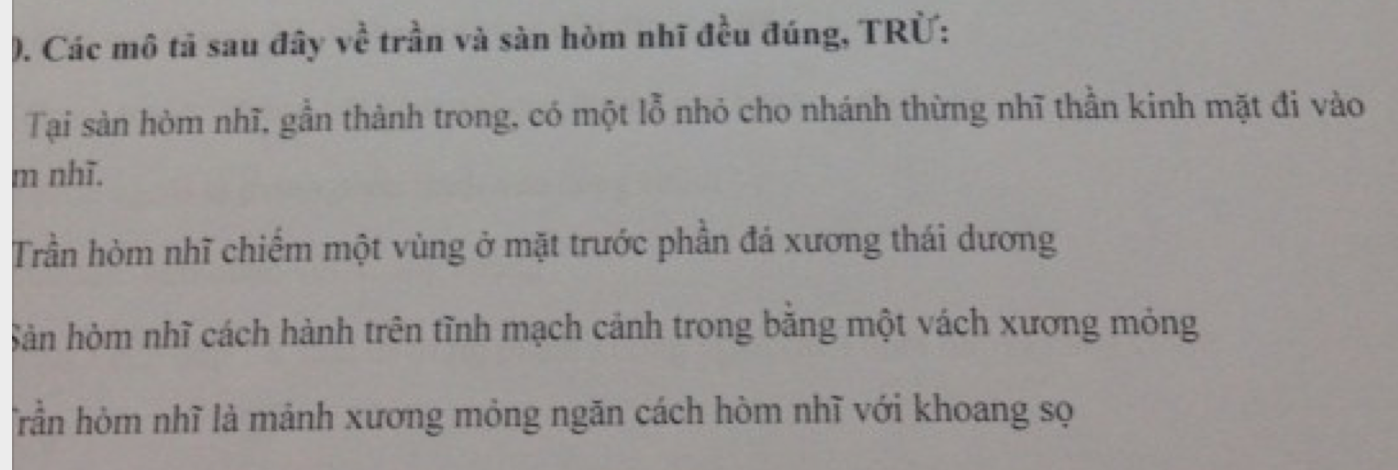 ). Các mô tả sau đây về trần và sàn hòm nhĩ đều đúng, TRỪ:
Tại sàn hòm nhĩ, gần thành trong, có một lỗ nhỏ cho nhánh thừng nhĩ thần kinh mặt đi vào
m nhĩ.
Trần hòm nhĩ chiếm một vùng ở mặt trước phần đá xương thái dương
Sàn hòm nhĩ cách hành trên tĩnh mạch cảnh trong bằng một vách xương mỏng
Trần hòm nhĩ là mảnh xương mỏng ngăn cách hòm nhĩ với khoang sọ